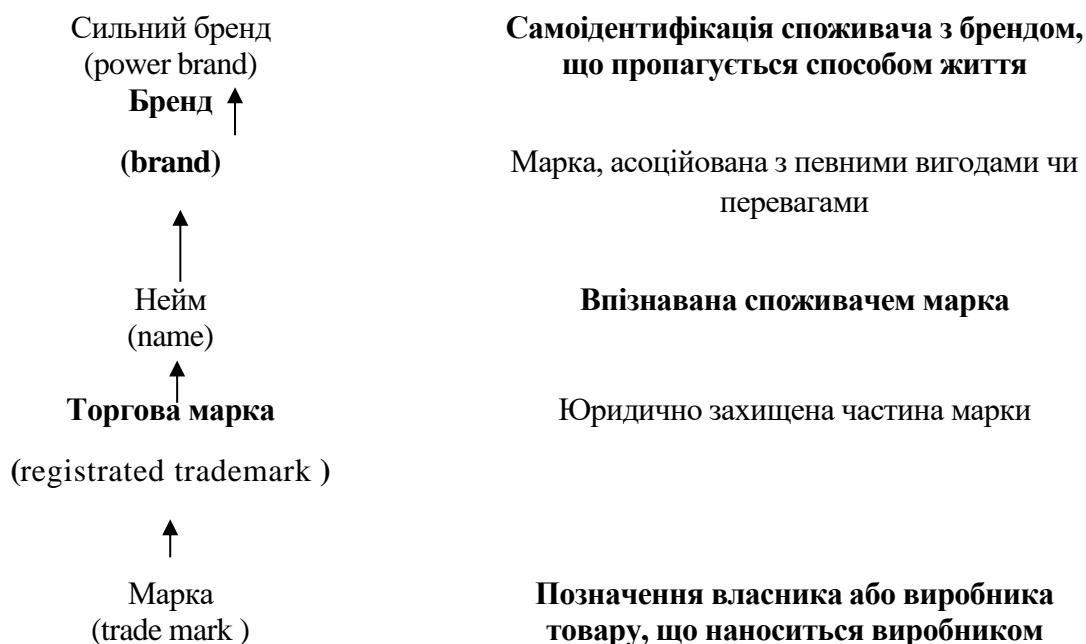 Сильний бренд
(power brand)
Самоідентифікація споживача з брендом,
що пропагується способом життя
Бренд
(brand)
Марка, асоційована з певними вигодами чи
перевагами
Нейм
(name)
Впізнавана споживачем марка
Торгова марка
(registrated trademark )
Юридично захищена частина марки
Марка
(trade mark )
Позначення власника або виробника
товару, що наноситься виробником